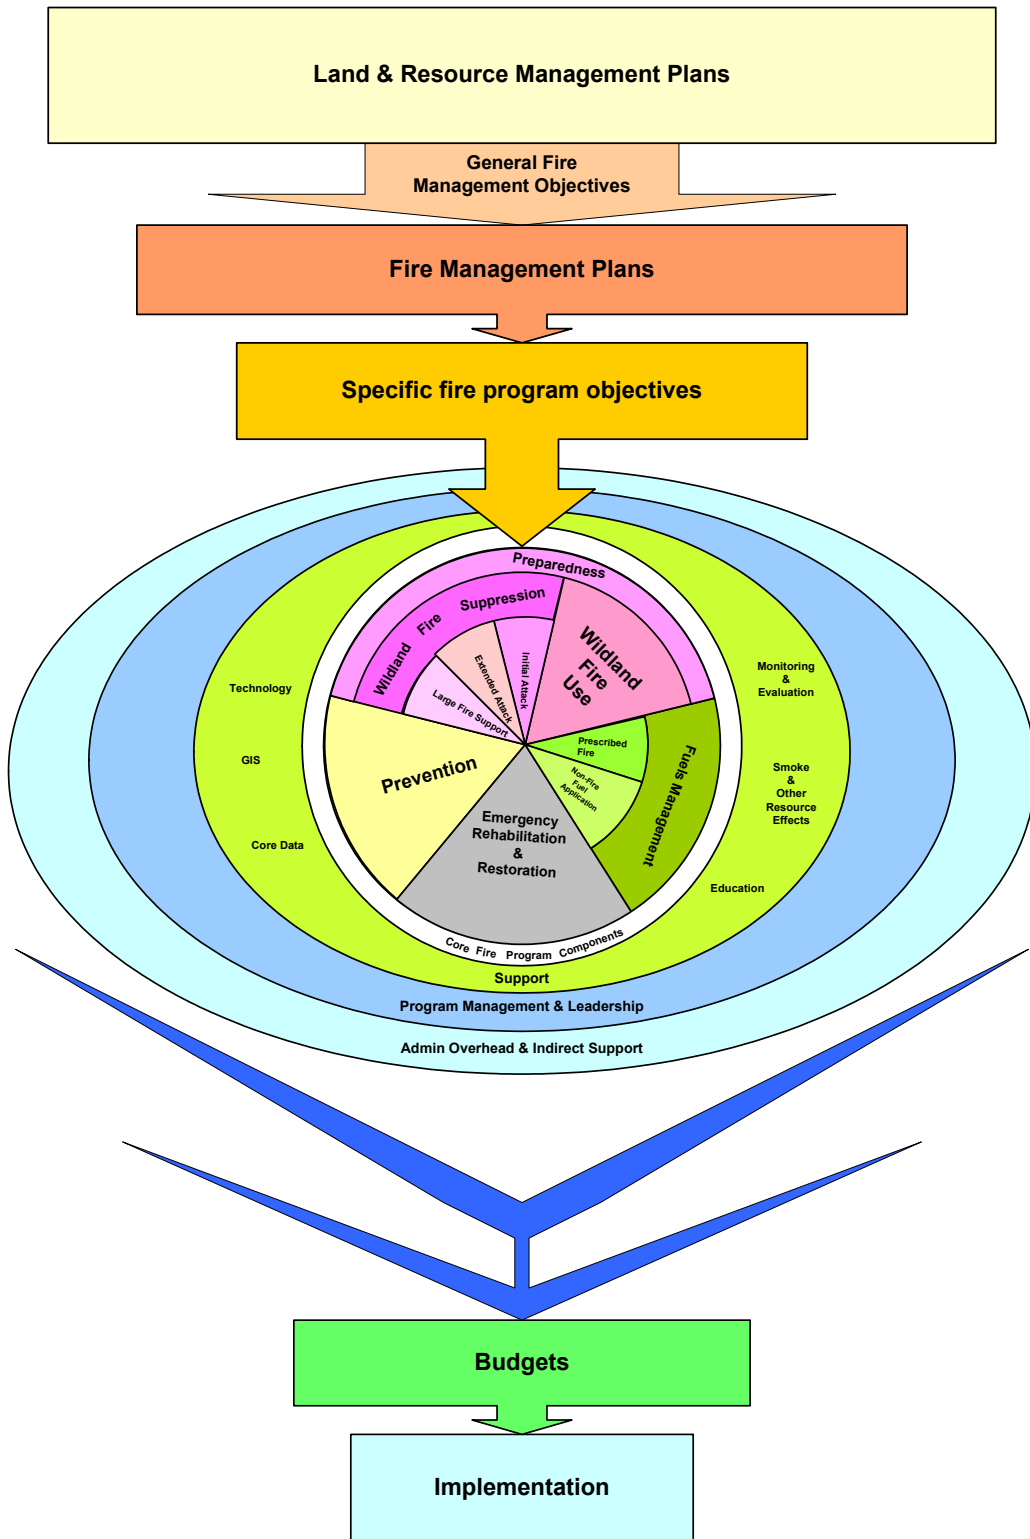 Land & Resource Management Plans
General Fire
Management Objectives
Fire Management Plans
Specific fire program objectives
Preparedness
Wildland Fire Suppression
Initial Attack
Extended Attack
Large Fire Support
Wildland
Fire
Use
Technology
GIS
Core Data
Monitoring
&
Evaluation
Smoke
&
Other
Resource
Effects
Education
Prevention
Prescribed
Fire
Non-Fire
Fuel
Application
Fuels Management
Emergency
Rehabilitation
&
Restoration
Core Fire Program Components
Support
Program Management & Leadership
Admin Overhead & Indirect Support
Budgets
Implementation